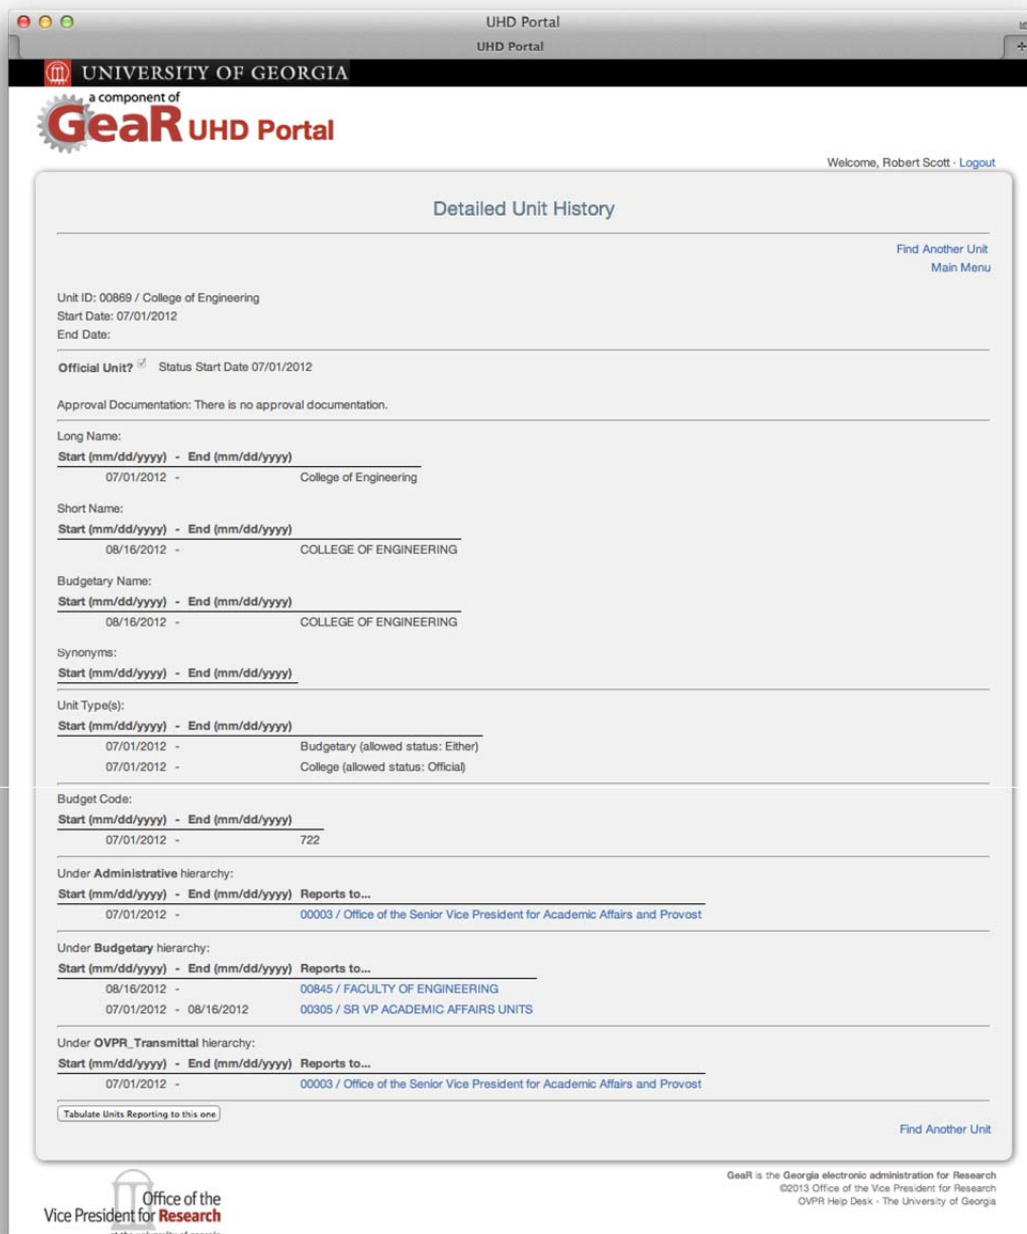 UHD Portal
UHD Portal
UNIVERSITY OF GEORGIA
a component of
GeaR UHD Portal
Welcome, Robert Scott - Logout
Detailed Unit History
Find Another Unit
Main Menu
Unit ID: 00869 / College of Engineering
Start Date: 07/01/2012
End Date:
Official Unit? Status Start Date 07/01/2012
Approval Documentation: There is no approval documentation.
Long Name:
Start (mm/dd/yyyy) - End (mm/dd/yyyy)
07/01/2012 - College of Engineering
Short Name:
Start (mm/dd/yyyy) - End (mm/dd/yyyy)
08/16/2012 - COLLEGE OF ENGINEERING
Budgetary Name:
Start (mm/dd/yyyy) - End (mm/dd/yyyy)
08/16/2012 - COLLEGE OF ENGINEERING
Synonyms:
Start (mm/dd/yyyy) - End (mm/dd/yyyy)
Unit Type(s):
Start (mm/dd/yyyy) - End (mm/dd/yyyy)
07/01/2012 - Budgetary (allowed status: Either)
07/01/2012 - College (allowed status: Official)
Budget Code:
Start (mm/dd/yyyy) - End (mm/dd/yyyy)
07/01/2012 - 722
Under Administrative hierarchy:
Start (mm/dd/yyyy) - End (mm/dd/yyyy) Reports to...
07/01/2012 - 00003 / Office of the Senior Vice President for Academic Affairs and Provost
Under Budgetary hierarchy:
Start (mm/dd/yyyy) - End (mm/dd/yyyy) Reports to...
08/16/2012 - 00845 / FACULTY OF ENGINEERING
07/01/2012 - 08/16/2012 00305 / SR VP ACADEMIC AFFAIRS UNITS
Under OVPR_Transmittal hierarchy:
Start (mm/dd/yyyy) - End (mm/dd/yyyy) Reports to...
07/01/2012 - 00003 / Office of the Senior Vice President for Academic Affairs and Provost
Tabulate Units Reporting to this one
Find Another Unit
GeaR is the Georgia electronic administration for Research
©2013 Office of the Vice President for Research
OVPR Help Desk - The University of Georgia
Office of the
Vice President for Research
at the university of georgia